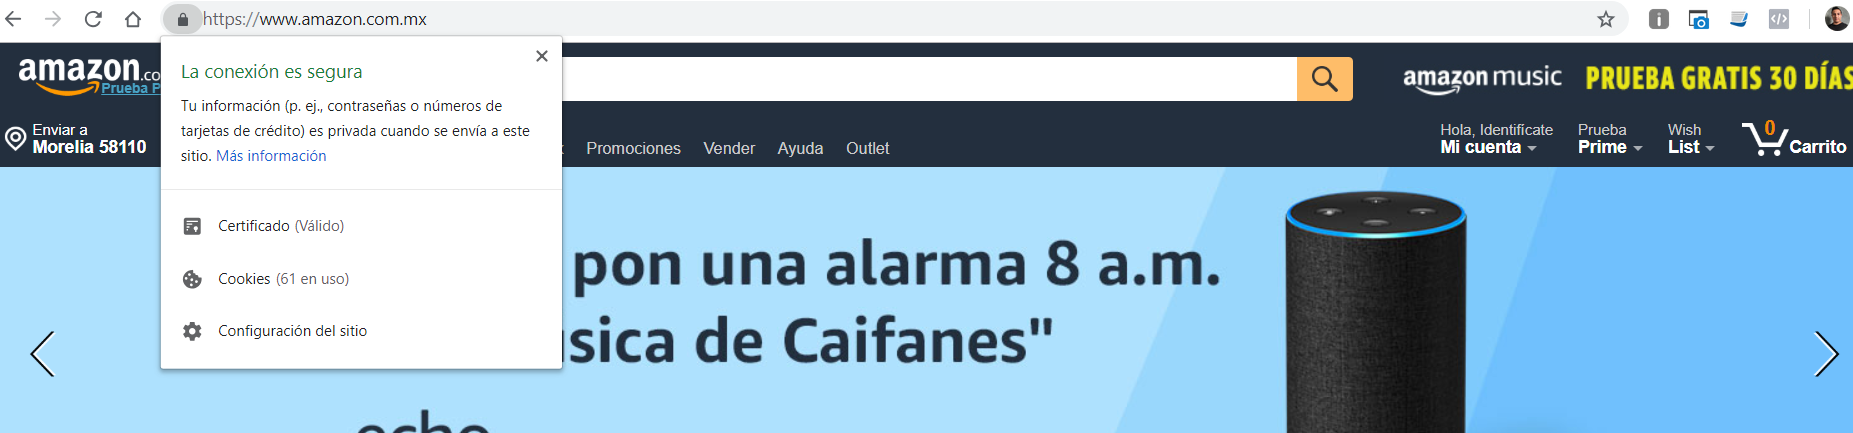 https://www.amazon.com.mx
La conexión es segura
Tu información (p. ej., contraseñas o números de
tarjetas de crédito) es privada cuando se envía a este
sitio. Más información
Certificado (Válido)
Cookies (61 en uso)
Configuración del sitio
amazon.co
Prueba P
amazon music PRUEBA GRATIS 30 DÍAS
Enviar a
Morelia 58110
Promociones Vender Ayuda Outlet
Hola, Identifícate
Mi cuenta
Prueba
Prime
Wish
List
0
Carrito
pon una alarma 8 a.m.
sica de Caifanes"
echo